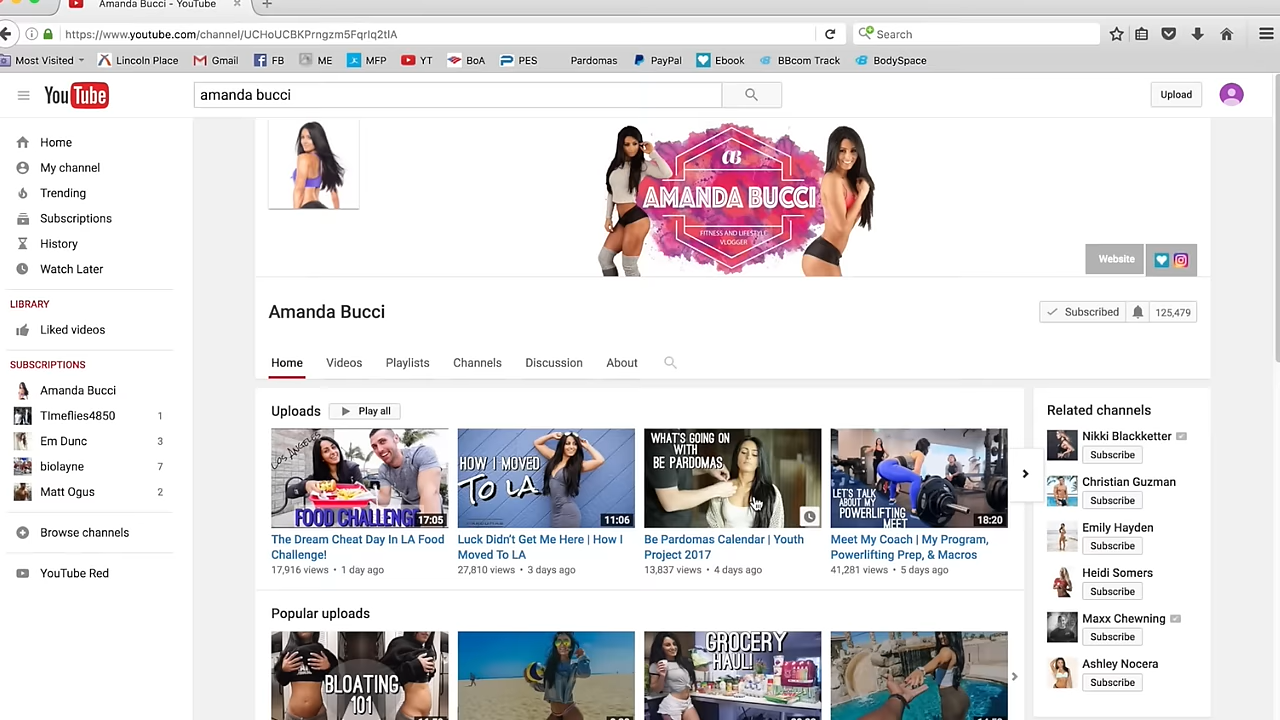 Amanda Bucci - YouTube
https://www.youtube.com/channel/UCHoUCBKPrngzm5FqrIq2tIA
Search
Most Visited
Lincoln Place
Gmail
FB
ME
MFP
YT
BoA
PES
Pardomas
PayPal
Ebook
BBcom Track
BodySpace
YouTube
amanda bucci
Upload
Home
My channel
Trending
Subscriptions
History
Watch Later
LIBRARY
Liked videos
SUBSCRIPTIONS
Amanda Bucci
TImeflies4850 1
Em Dunc 3
biolayne 7
Matt Ogus 2
Browse channels
YouTube Red
AB
AMANDA BUCCI
FITNESS AND LIFESTYLE
VLOGGER
Website
Amanda Bucci
Subscribed
125,479
Home
Videos
Playlists
Channels
Discussion
About
Uploads
Play all
LOS ANGELES
FOOD CHALLENGE!
17:05
The Dream Cheat Day In LA Food
Challenge!
17,916 views • 1 day ago
HOW I MOVED
TO LA
11:06
Luck Didn't Get Me Here | How I
Moved To LA
27,810 views • 3 days ago
WHAT'S GOING ON
WITH
BE PARDOMAS
Be Pardomas Calendar | Youth
Project 2017
13,837 views • 4 days ago
LET'S TALK
ABOUT MY
POWERLIFTING
MEET
18:20
Meet My Coach | My Program,
Powerlifting Prep, & Macros
41,281 views • 5 days ago
Popular uploads
BLOATING
101
GROCERY
HAUL!
Related channels
Nikki Blackketter
Subscribe
Christian Guzman
Subscribe
Emily Hayden
Subscribe
Heidi Somers
Subscribe
Maxx Chewning
Subscribe
Ashley Nocera
Subscribe